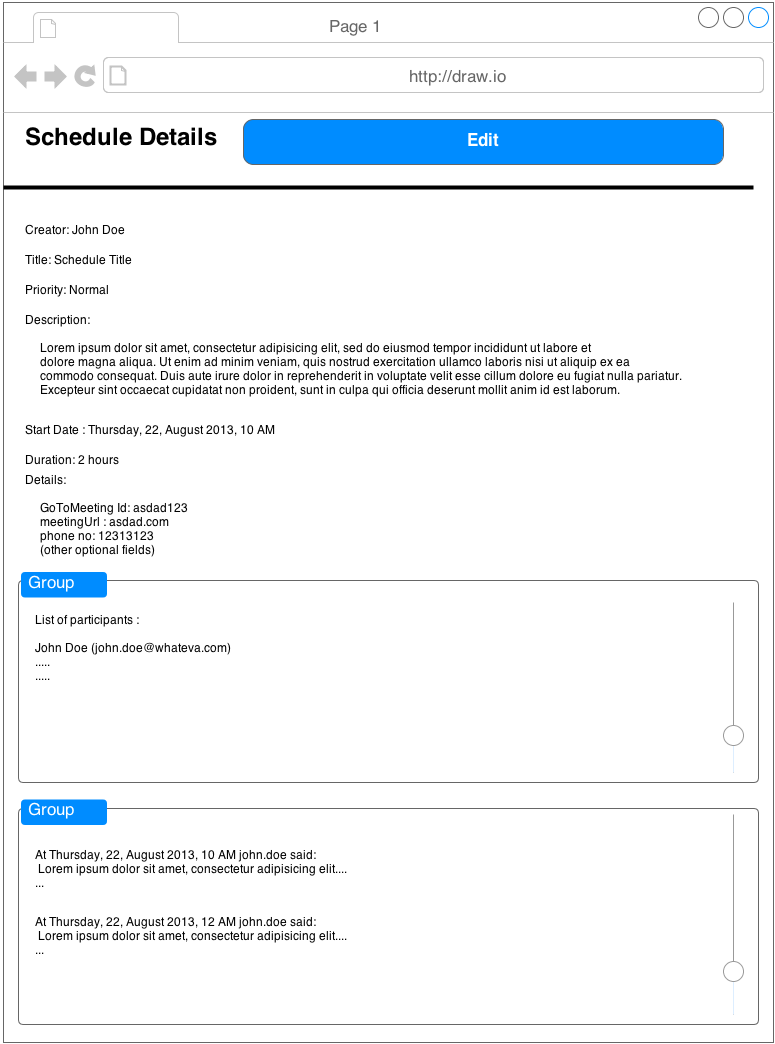 Page 1
http://draw.io
Schedule Details
Edit
Creator: John Doe
Title: Schedule Title
Priority: Normal
Description:
Lorem ipsum dolor sit amet, consectetur adipisicing elit, sed do eiusmod tempor incididunt ut labore et
dolore magna aliqua. Ut enim ad minim veniam, quis nostrud exercitation ullamco laboris nisi ut aliquip ex ea
commodo consequat. Duis aute irure dolor in reprehenderit in voluptate velit esse cillum dolore eu fugiat nulla pariatur.
Excepteur sint occaecat cupidatat non proident, sunt in culpa qui officia deserunt mollit anim id est laborum.
Start Date : Thursday, 22, August 2013, 10 AM
Duration: 2 hours
Details:
GoToMeeting Id: asdad123
meetingUrl : asdad.com
phone no: 12313123
(other optional fields)
Group
List of participants :
John Doe (john.doe@whateva.com)
.....
.....
Group
At Thursday, 22, August 2013, 10 AM john.doe said:
Lorem ipsum dolor sit amet, consectetur adipisicing elit....
...
At Thursday, 22, August 2013, 12 AM john.doe said:
Lorem ipsum dolor sit amet, consectetur adipisicing elit....
...